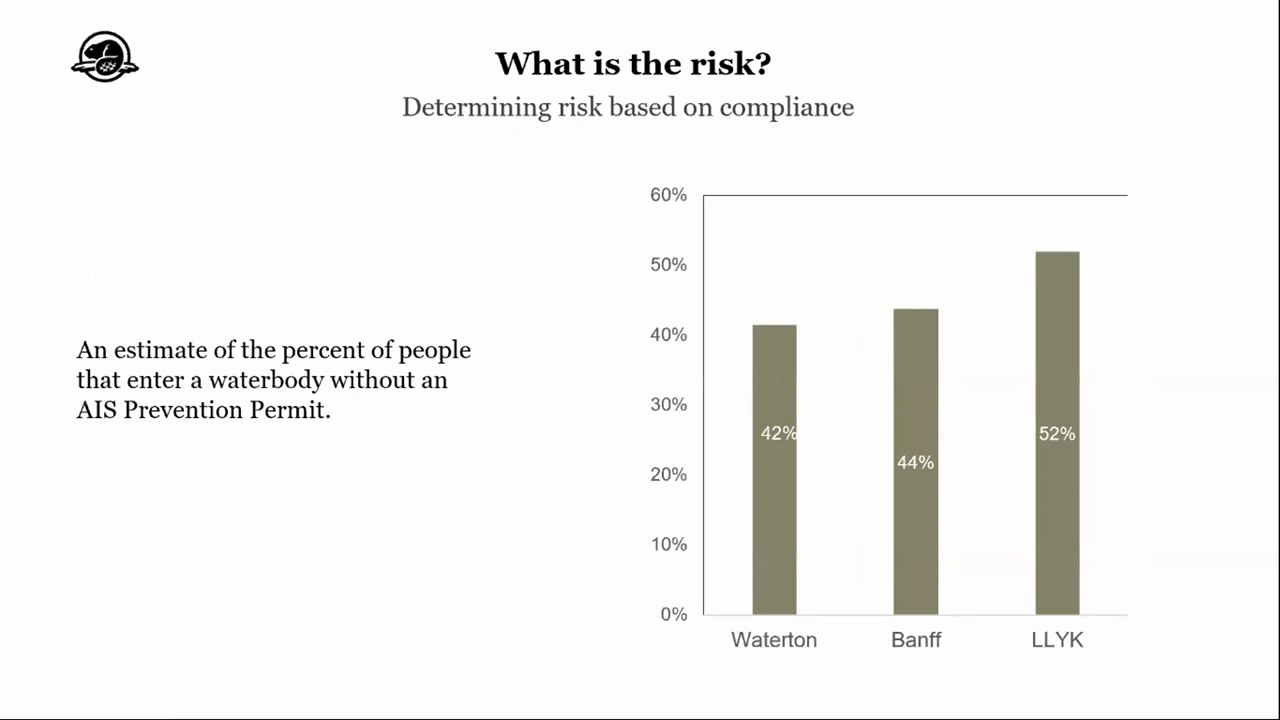 What is the risk?
Determining risk based on compliance
An estimate of the percent of people
that enter a waterbody without an
AIS Prevention Permit.
60%
50%
40%
30%
20%
10%
0%
42%
44%
52%
Waterton
Banff
LLYK